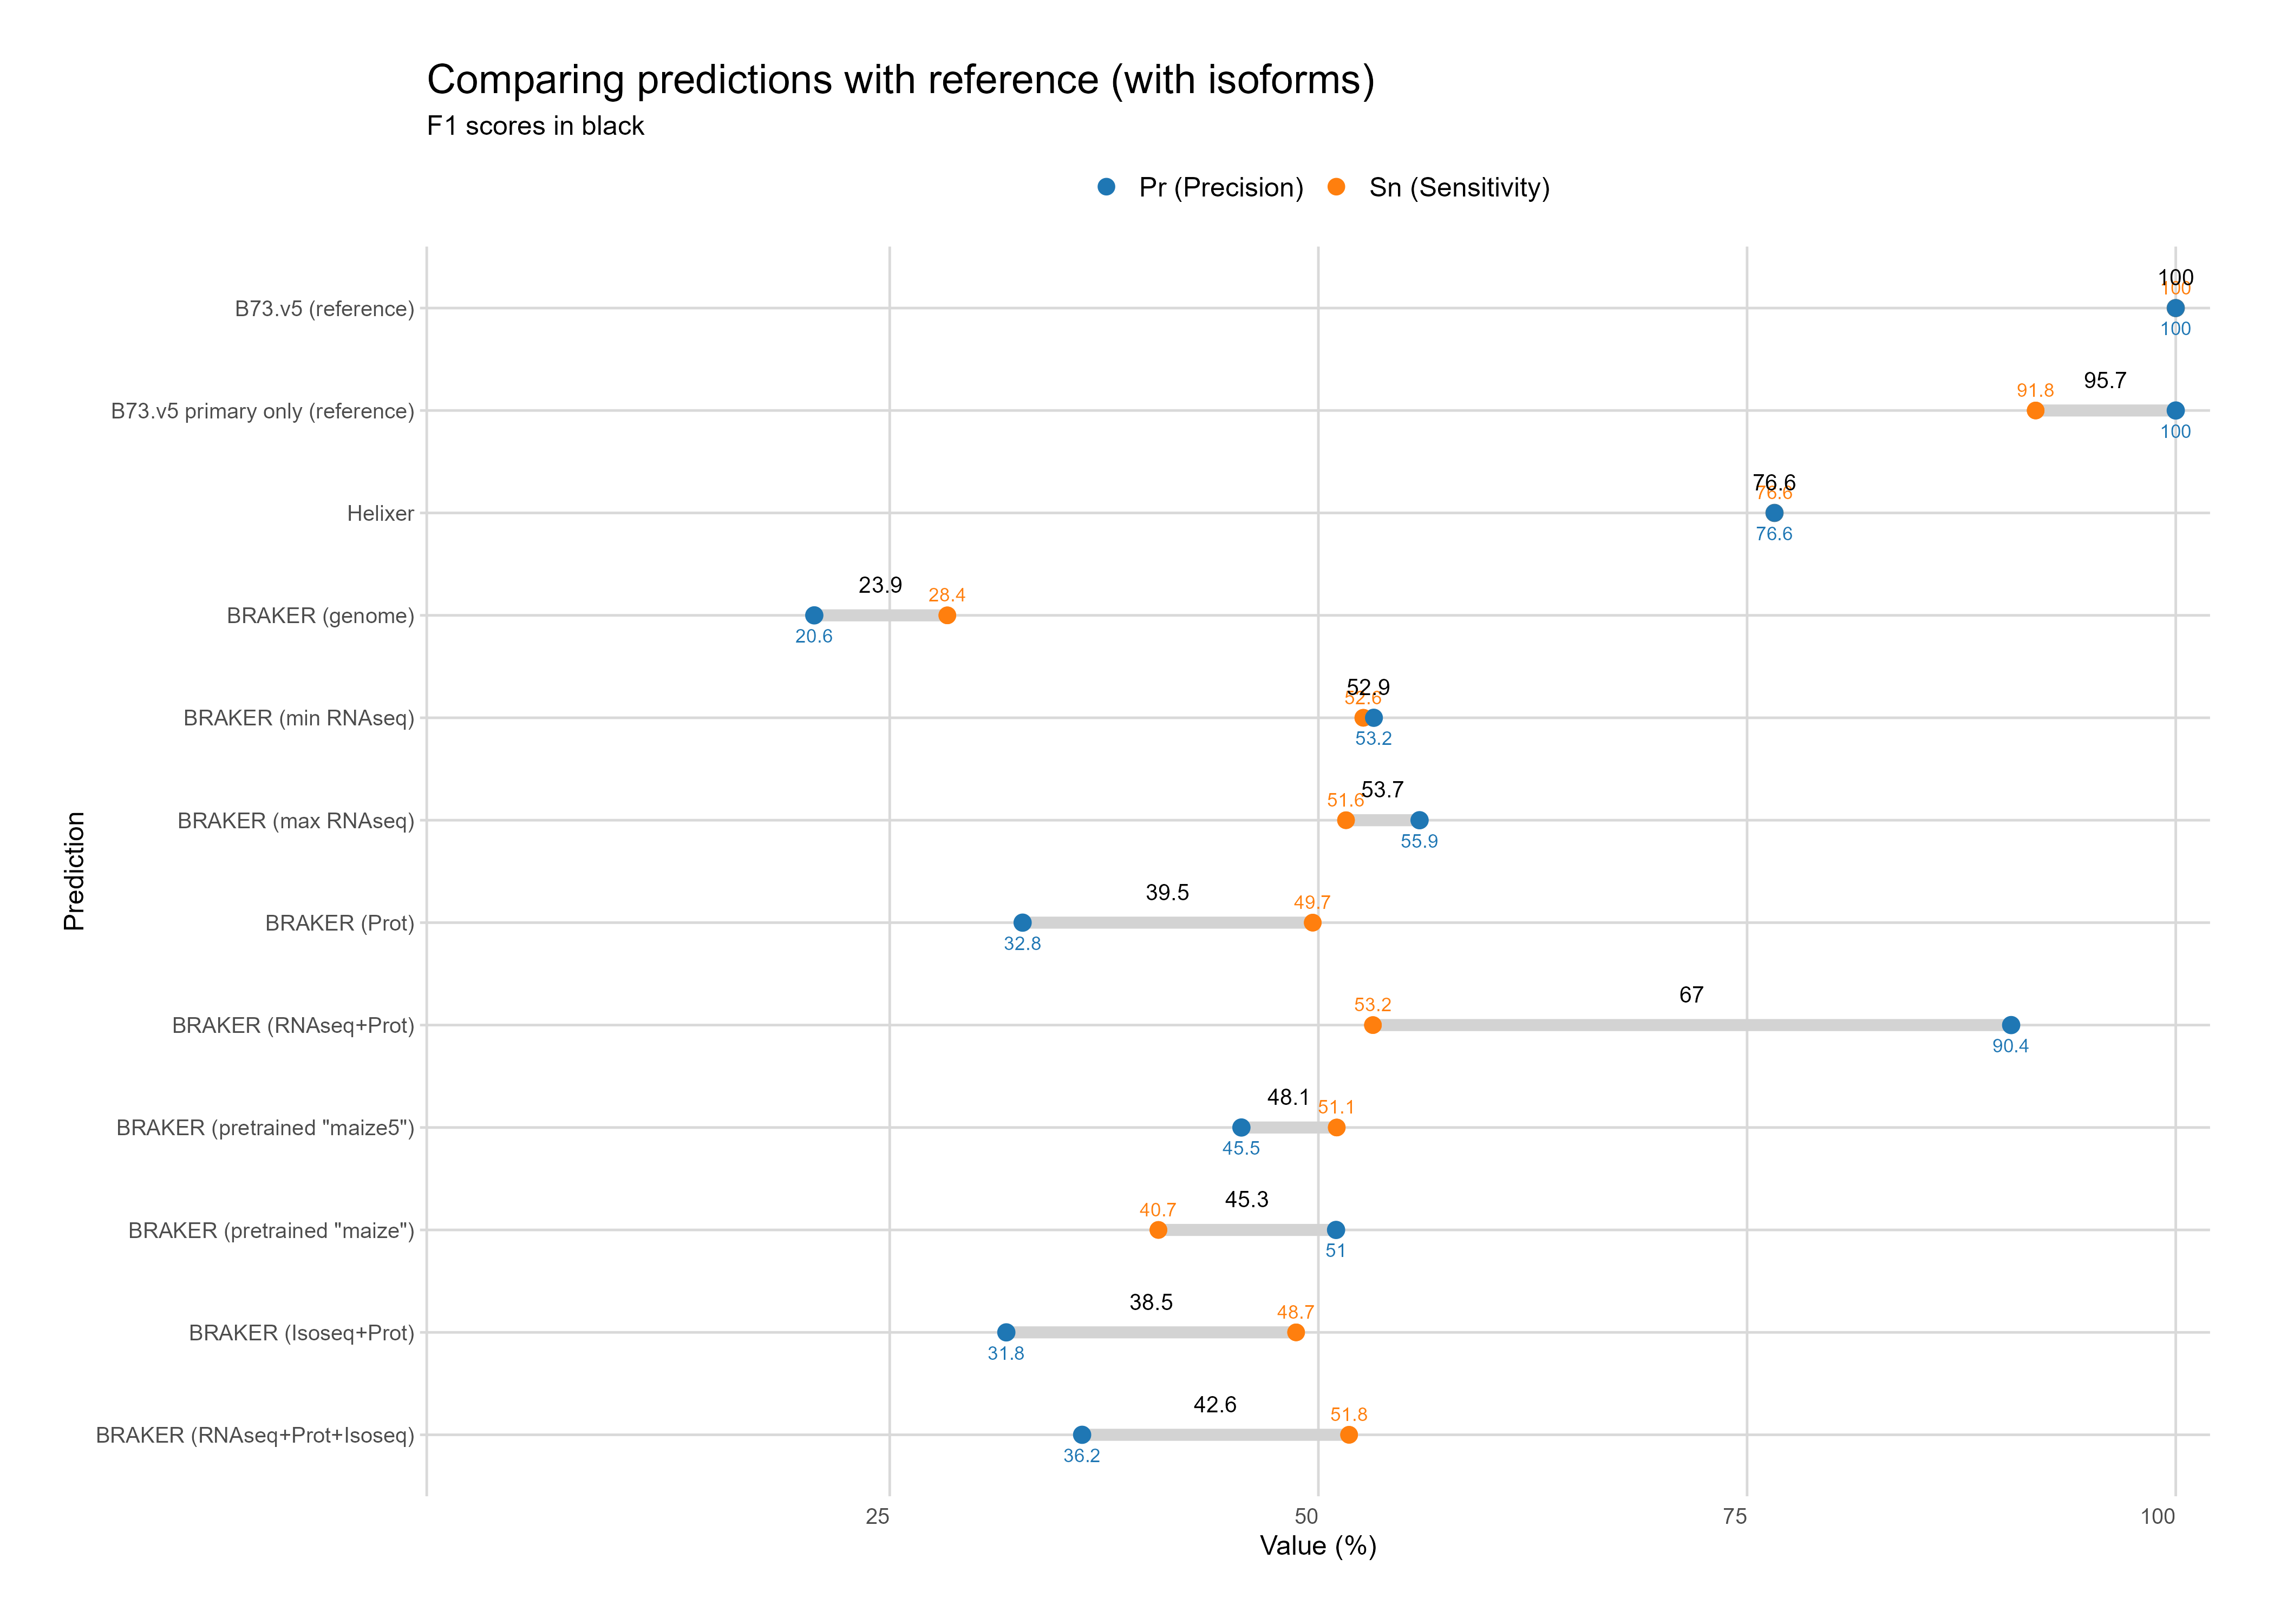 Comparing predictions with reference (with isoforms)
F1 scores in black
Pr (Precision) Sn (Sensitivity)
B73.v5 (reference)
100
100
100
B73.v5 primary only (reference)
95.7
91.8
100
Helixer
76.6
76.6
76.6
BRAKER (genome)
23.9
28.4
20.6
BRAKER (min RNAseq)
52.9
52.6
53.2
BRAKER (max RNAseq)
53.7
51.6
55.9
BRAKER (Prot)
39.5
49.7
32.8
BRAKER (RNAseq+Prot)
67
53.2
90.4
BRAKER (pretrained "maize5")
48.1
51.1
45.5
BRAKER (pretrained "maize")
45.3
40.7
51
BRAKER (Isoseq+Prot)
38.5
48.7
31.8
BRAKER (RNAseq+Prot+Isoseq)
42.6
51.8
36.2
Prediction
25 50 75 100
Value (%)